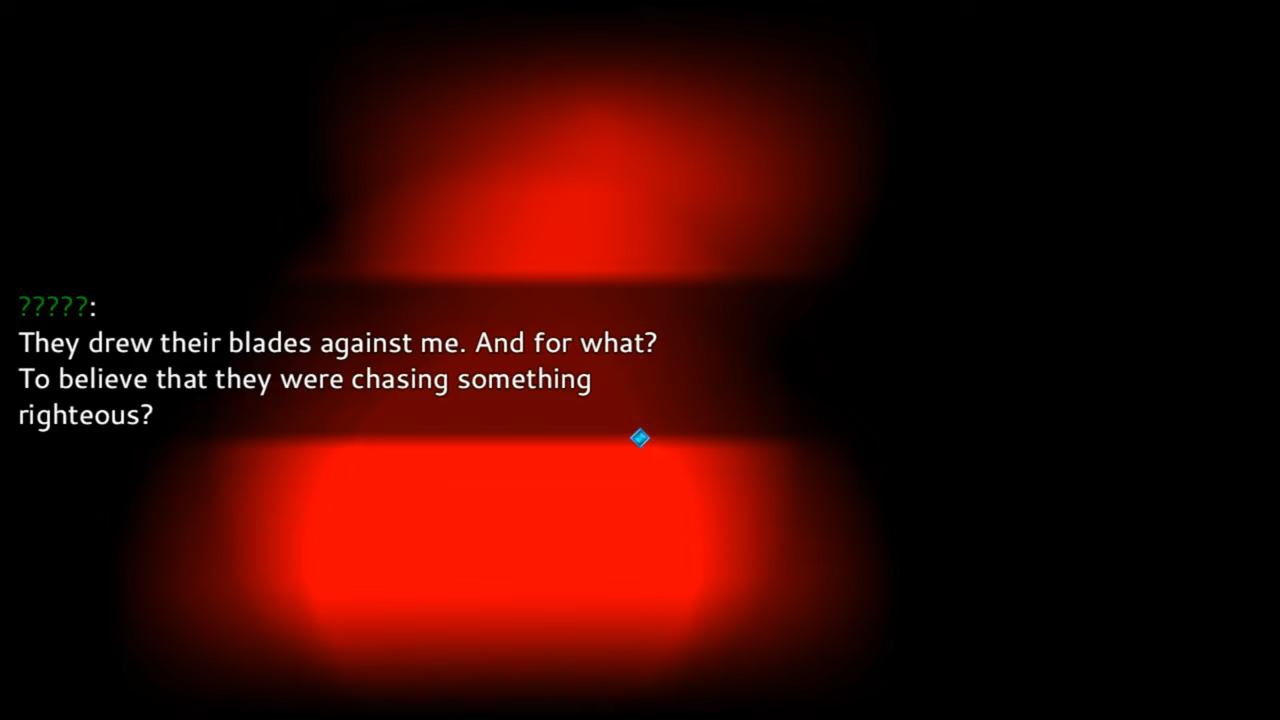 ?????:
They drew their blades against me. And for what?
To believe that they were chasing something
righteous?